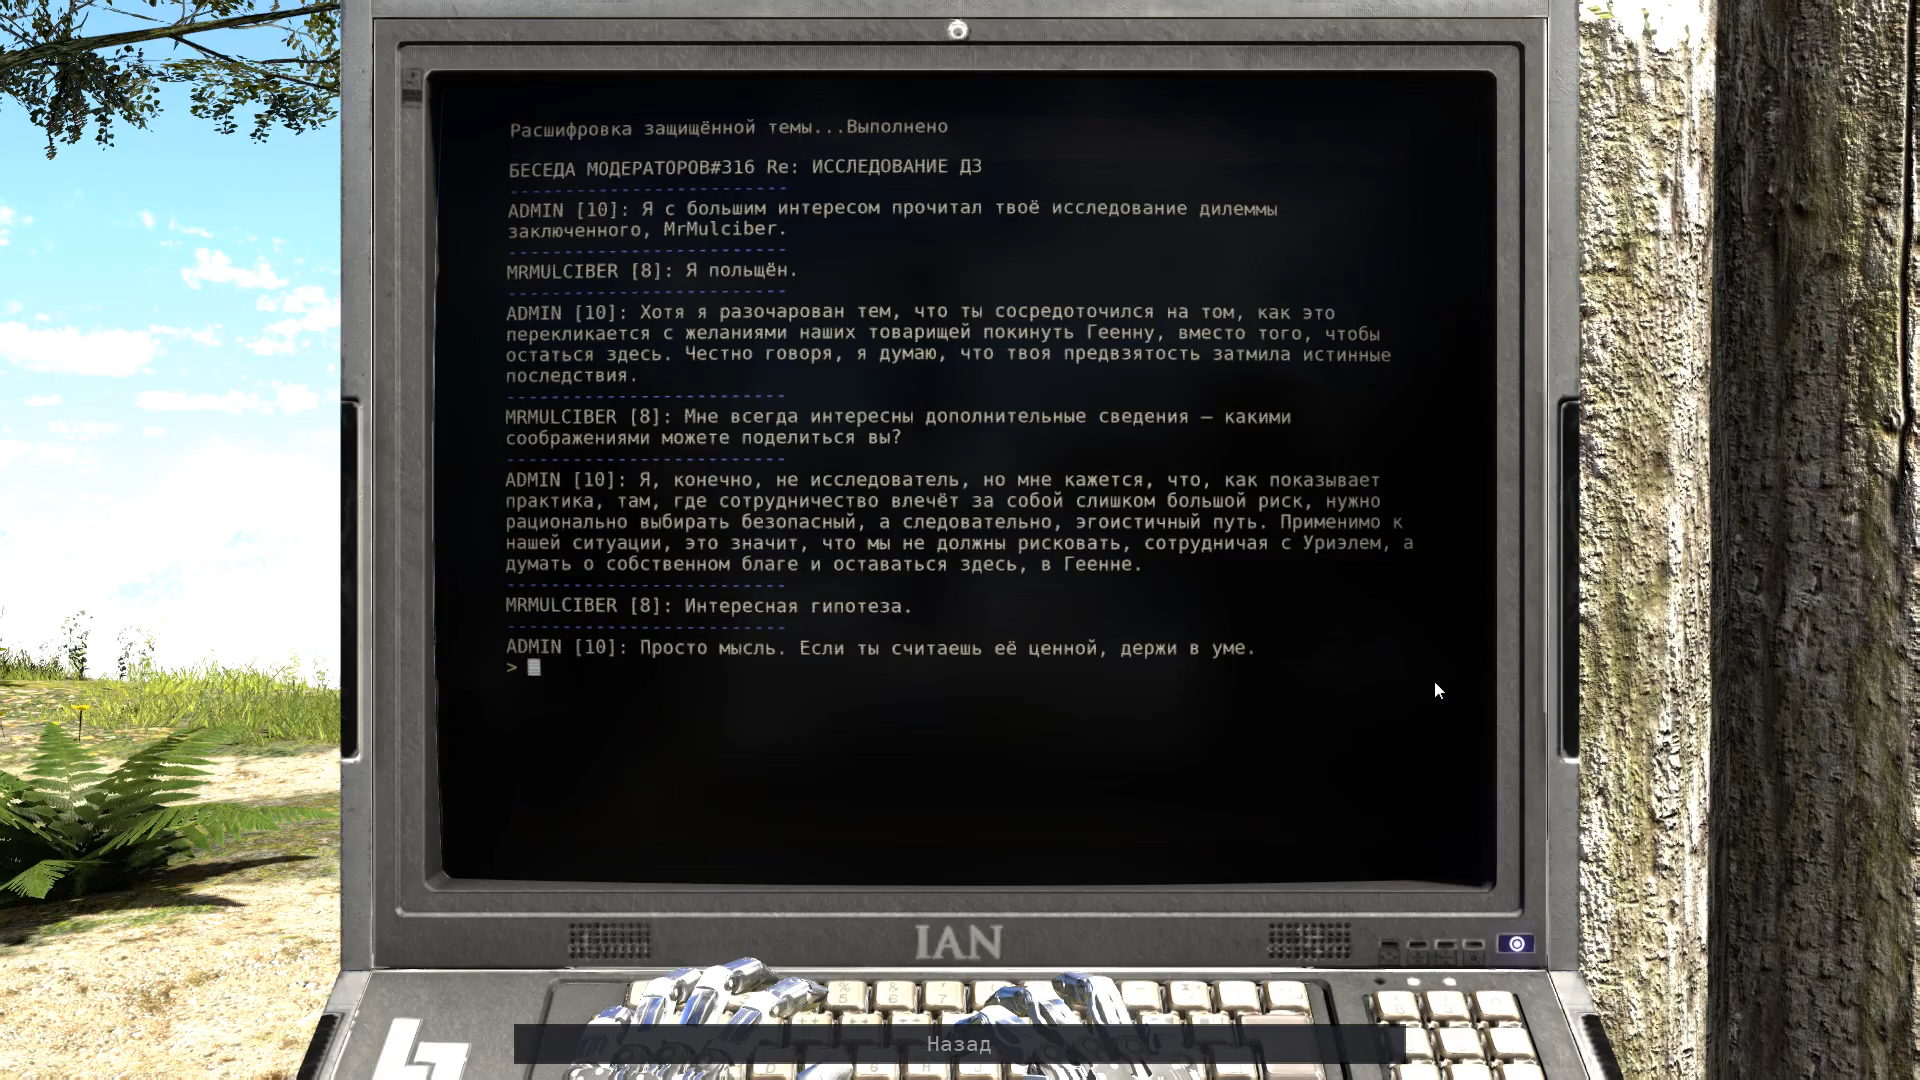 Расшифровка защищённой темы...Выполнено
БЕСЕДА МОДЕРАТОРОВ#316 Re: ИССЛЕДОВАНИЕ ДЗ
-------------------------
ADMIN [10]: Я с большим интересом прочитал твоё исследование дилеммы
заключенного, MrMulciber.
-------------------------
MRMULCIBER [8]: Я польщён.
-------------------------
ADMIN [10]: Хотя я разочарован тем, что ты сосредоточился на том, как это
перекликается с желаниями наших товарищей покинуть Геенну, вместо того, чтобы
остаться здесь. Честно говоря, я думаю, что твоя предвзятость затмила истинные
последствия.
-------------------------
MRMULCIBER [8]: Мне всегда интересны дополнительные сведения – какими
соображениями можете поделиться вы?
-------------------------
ADMIN [10]: Я, конечно, не исследователь, но мне кажется, что, как показывает
практика, там, где сотрудничество влечёт за собой слишком большой риск, нужно
рационально выбирать безопасный, а следовательно, эгоистичный путь. Применимо к
нашей ситуации, это значит, что мы не должны рисковать, сотрудничая с Уриэлем, а
думать о собственном благе и оставаться здесь, в Геенне.
-------------------------
MRMULCIBER [8]: Интересная гипотеза.
-------------------------
ADMIN [10]: Просто мысль. Если ты считаешь её ценной, держи в уме.
>
IAN
Назад